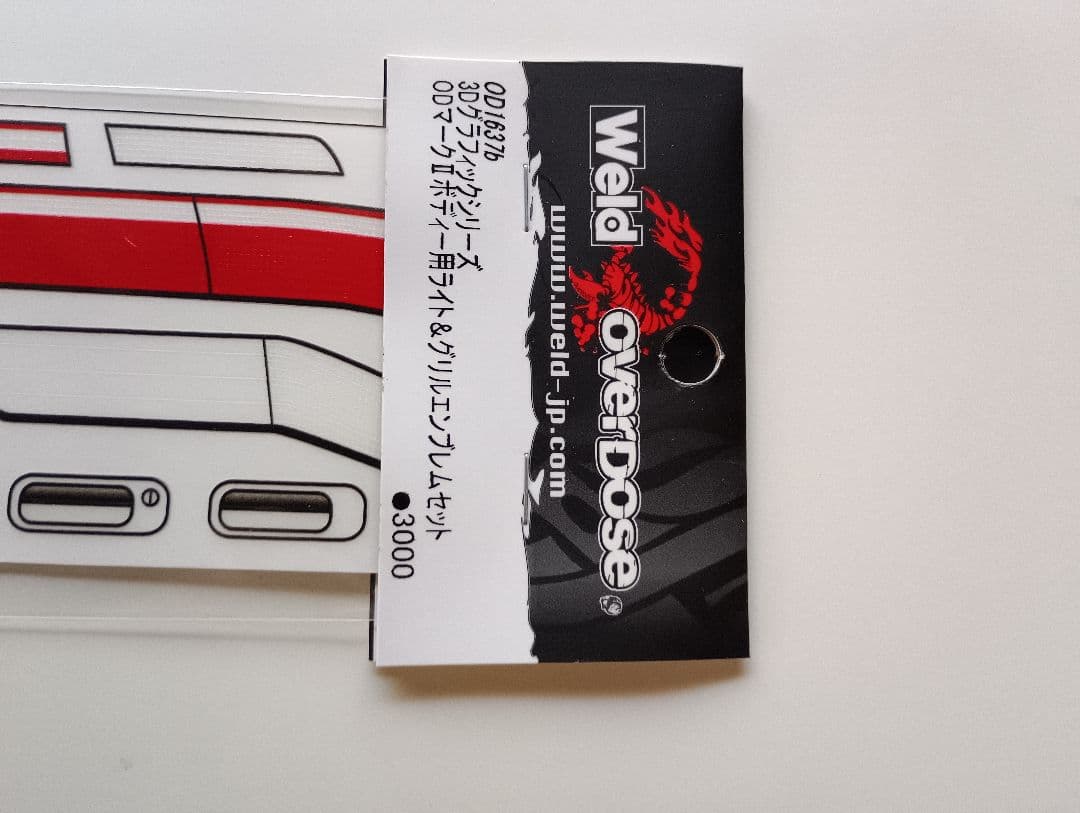 Weld
OVERDOSE
www.weld-jp.com
OD1637b
3Dグラフィックシリーズ
ODマークⅡボディー用ライト&グリルエンブレムセット
●3000